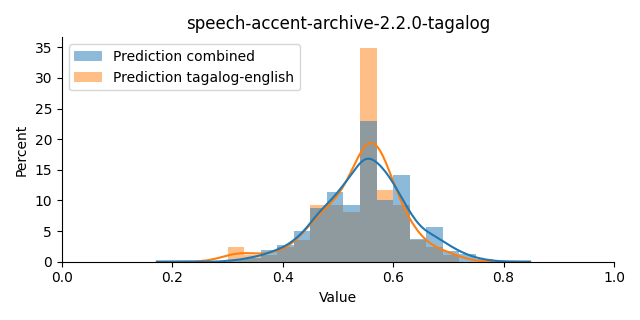 speech-accent-archive-2.2.0-tagalog
Prediction combined
Prediction tagalog-english
Percent
35
30
25
20
15
10
5
0
0.0 0.2 0.4 0.6 0.8 1.0
Value